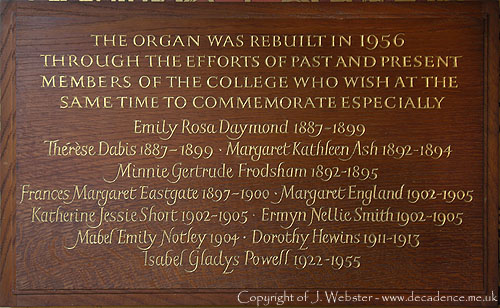 THE ORGAN WAS REBUILT IN 1956
THROUGH THE EFFORTS OF PAST AND PRESENT
MEMBERS OF THE COLLEGE WHO WISH AT THE
SAME TIME TO COMMEMORATE ESPECIALLY
Emily Rosa Daymond 1887-1899
Thérèse Dabis 1887-1899 · Margaret Kathleen Ash 1892-1894
Minnie Gertrude Frodsham 1892-1895
Frances Margaret Eastgate 1897-1900 · Margaret England 1902-1905
Katherine Jessie Short 1902-1905 · Ermyn Nellie Smith 1902-1905
Mabel Emily Notley 1904 · Dorothy Hewins 1911-1913
Isabel Gladys Powell 1922-1955
Copyright of J. Webster - www.decadence.me.uk